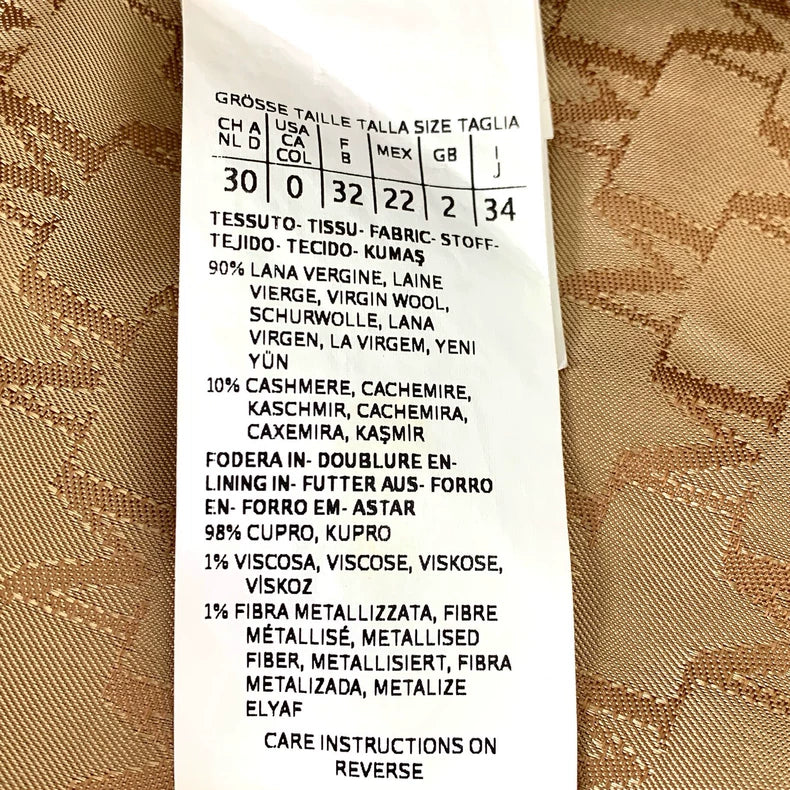 GRÖSSE TAILLE TALLA SIZE TAGLIA
CH A NL D USA CA COL F B MEX GB I J
30 0 32 22 2 34
TESSUTO- TISSU- FABRIC- STOFF-
TEJIDO- TECIDO- KUMAŞ
90% LANA VERGINE, LAINE
VIERGE, VIRGIN WOOL,
SCHURWOLLE, LANA
VIRGEN, LA VIRGEM, YENI
YÜN
10% CASHMERE, CACHEMIRE,
KASCHMIR, CACHEMIRA,
CAXEMIRA, KAŞMİR
FODERA IN- DOUBLURE EN-
LINING IN- FUTTER AUS- FORRO
EN- FORRO EM- ASTAR
98% CUPRO, KUPRO
1% VISCOSA, VISCOSE, VISKOSE,
VİSKOZ
1% FIBRA METALLIZZATA, FIBRE
MÉTALLISÉ, METALLISED
FIBER, METALLISIERT, FIBRA
METALIZADA, METALIZE
ELYAF
CARE INSTRUCTIONS ON
REVERSE